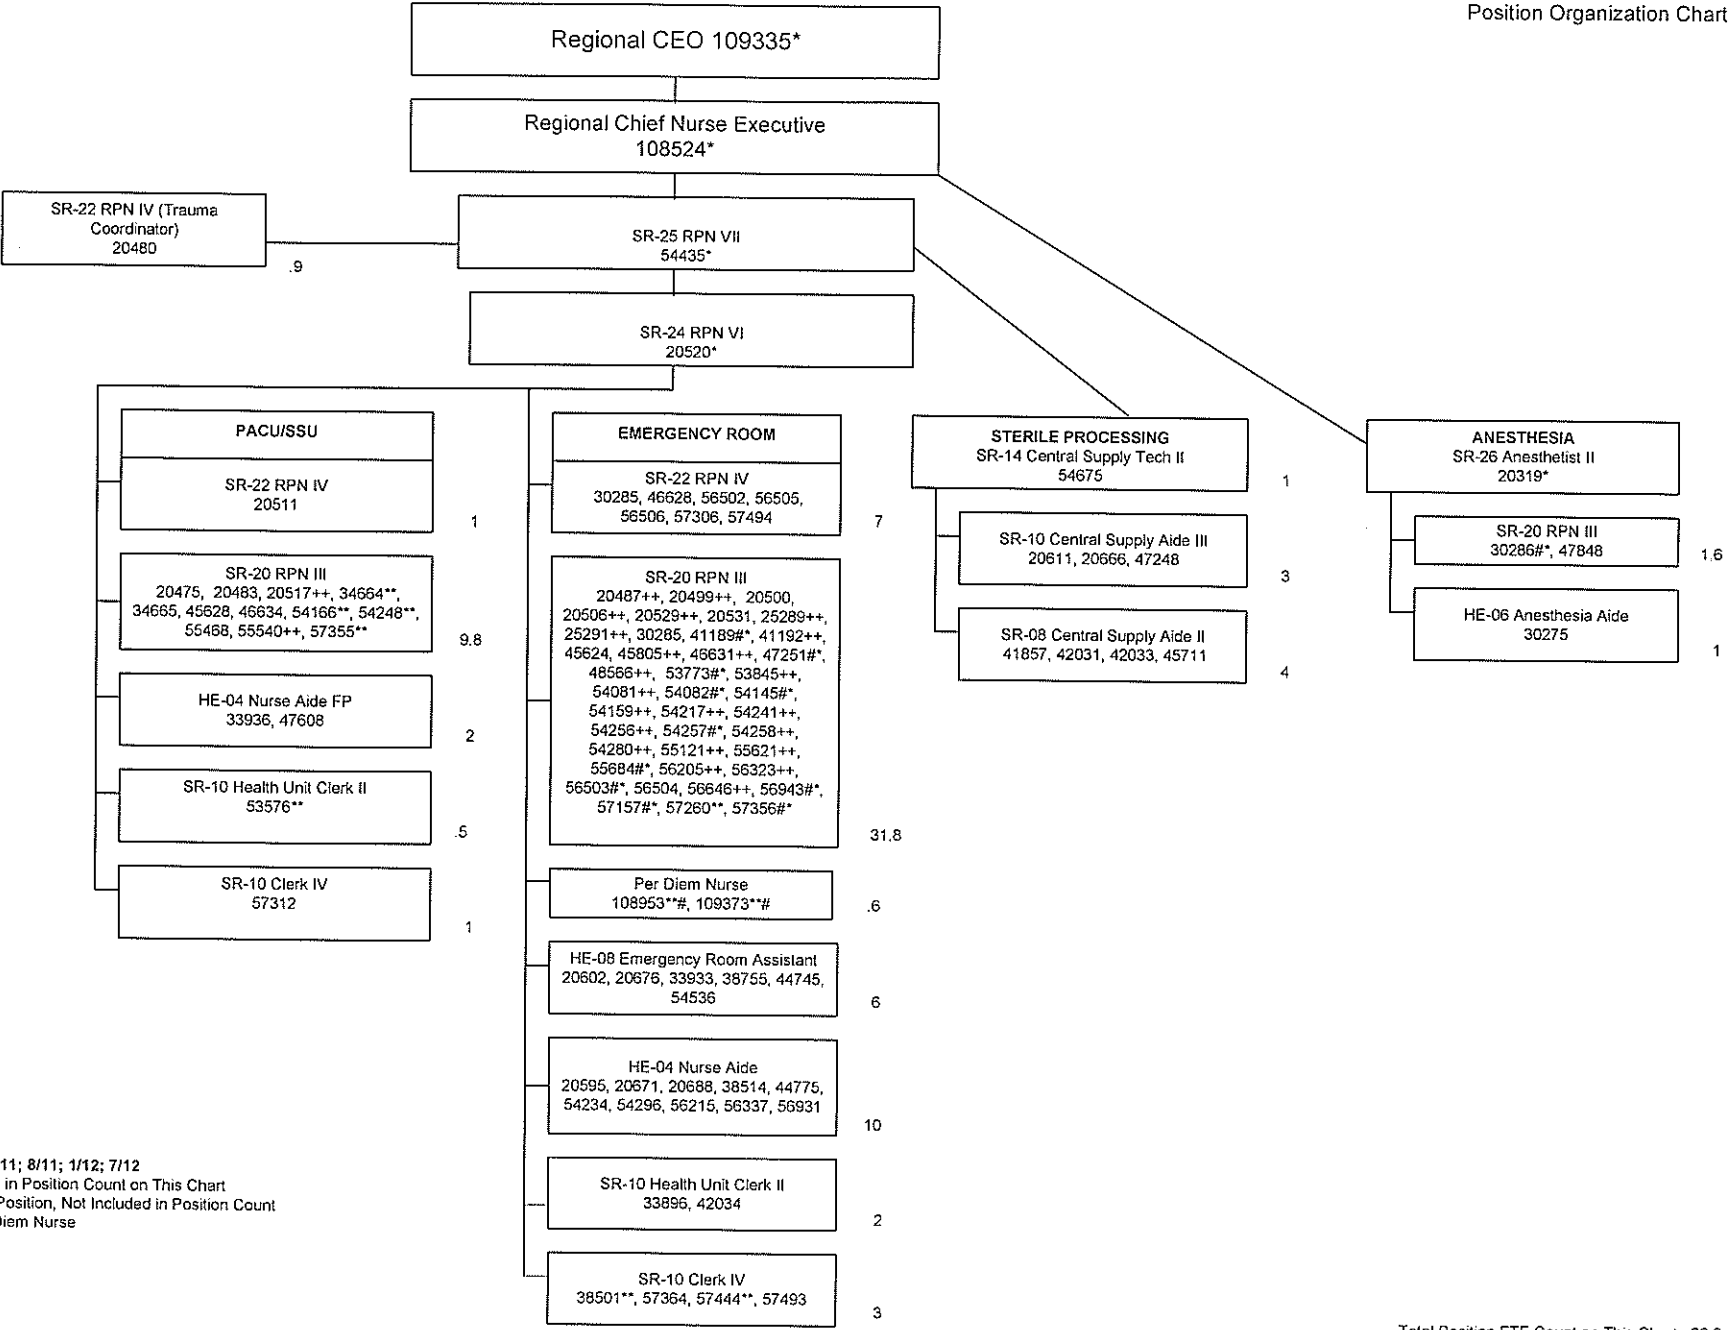 Position Organization Chart
Regional CEO 109335*
Regional Chief Nurse Executive
108524*
SR-22 RPN IV (Trauma
Coordinator)
20480
.9
SR-25 RPN VII
54435*
SR-24 RPN VI
20520*
PACU/SSU
SR-22 RPN IV
20511
1
SR-20 RPN III
20475, 20483, 20517++, 34664**,
34665, 45628, 46634, 54166**, 54248**,
55468, 55540++, 57355**
9.8
HE-04 Nurse Aide FP
33936, 47608
2
SR-10 Health Unit Clerk II
53576**
.5
SR-10 Clerk IV
57312
1
EMERGENCY ROOM
SR-22 RPN IV
30285, 46628, 56502, 56505,
56506, 57306, 57494
7
SR-20 RPN III
20487++, 20499++, 20500,
20506++, 20529++, 20531, 25289++,
25291++, 30285, 41189#*, 41192++,
45624, 45805++, 46631++, 47251#*,
48566++, 53773#*, 53845++,
54081++, 54082#*, 54145#*,
54159++, 54217++, 54241++,
54256++, 54257#*, 54258++,
54280++, 55121++, 55621++,
55684#*, 56205++, 56323++,
56503#*, 56504, 56646++, 56943#*,
57157#*, 57260**, 57356#*
31.8
Per Diem Nurse
108953**#, 109373**#
.6
HE-08 Emergency Room Assistant
20602, 20676, 33933, 38755, 44745,
54536
6
HE-04 Nurse Aide
20595, 20671, 20688, 38514, 44775,
54234, 54296, 56215, 56337, 56931
10
SR-10 Health Unit Clerk II
33896, 42034
2
SR-10 Clerk IV
38501**, 57364, 57444**, 57493
3
STERILE PROCESSING
SR-14 Central Supply Tech II
54675
1
SR-10 Central Supply Aide III
20611, 20666, 47248
3
SR-08 Central Supply Aide II
41857, 42031, 42033, 45711
4
ANESTHESIA
SR-26 Anesthetist II
20319*
SR-20 RPN III
30286#*, 47848
1.6
HE-06 Anesthesia Aide
30275
1
11; 8/11; 1/12; 7/12
in Position Count on This Chart
Position, Not Included in Position Count
Diem Nurse
Total Position FTE Count on This Chart: